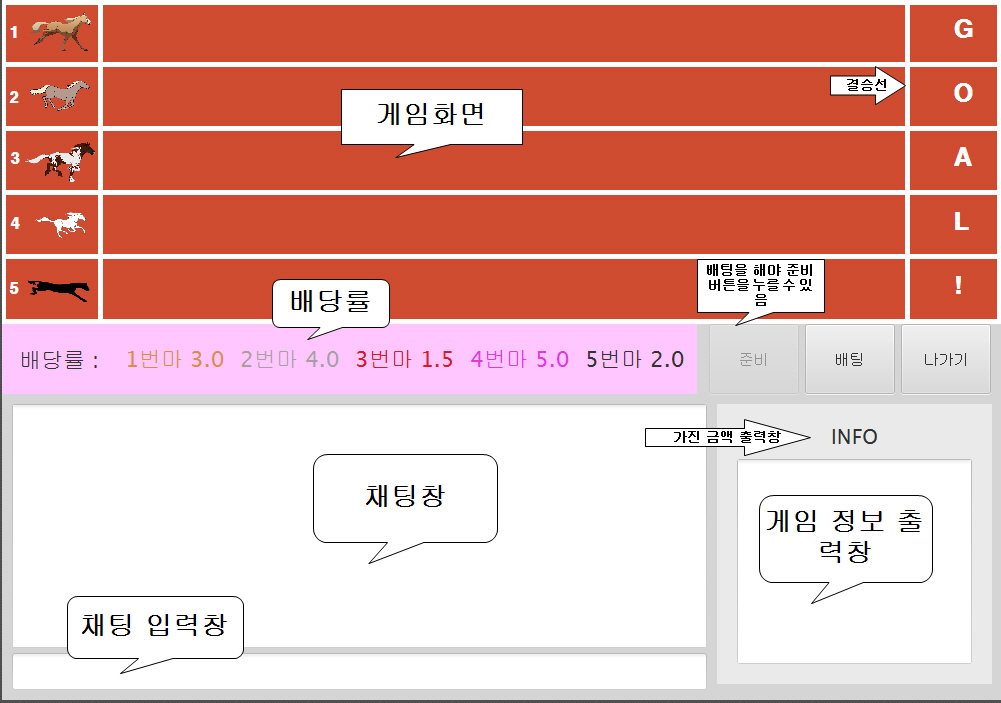 1
G
2
결승선
O
게임화면
3
A
4
L
5
!
배팅을 해야 준비
버튼을 누를 수 있
음
배당률
배당률 : 1번마 3.0 2번마 4.0 3번마 1.5 4번마 5.0 5번마 2.0
준비
배팅
나가기
가진 금액 출력창
INFO
채팅창
게임 정보 출
력창
채팅 입력창